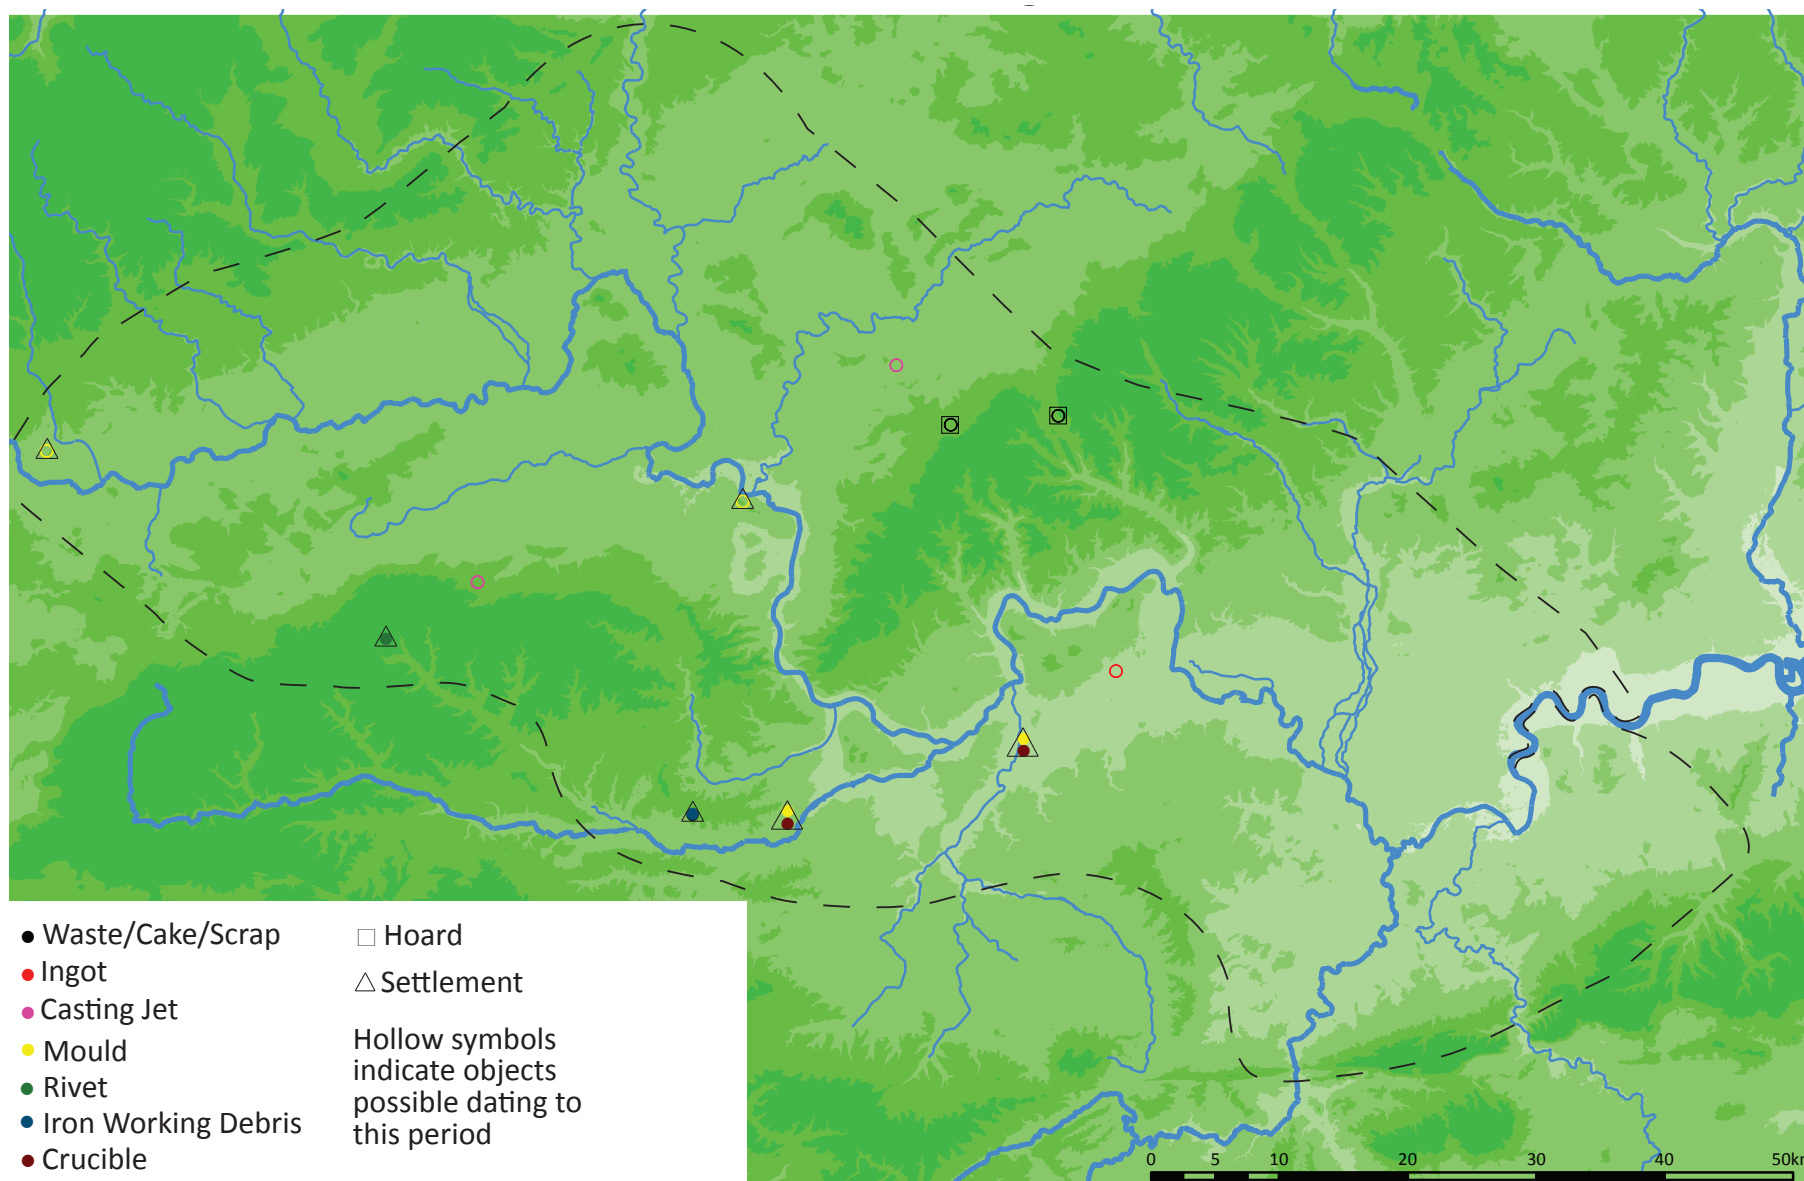 Waste/Cake/Scrap
Ingot
Casting Jet
Mould
Rivet
Iron Working Debris
Crucible
Hoard
Settlement
Hollow symbols
indicate objects
possible dating to
this period
0 5 10 20 30 40 50k